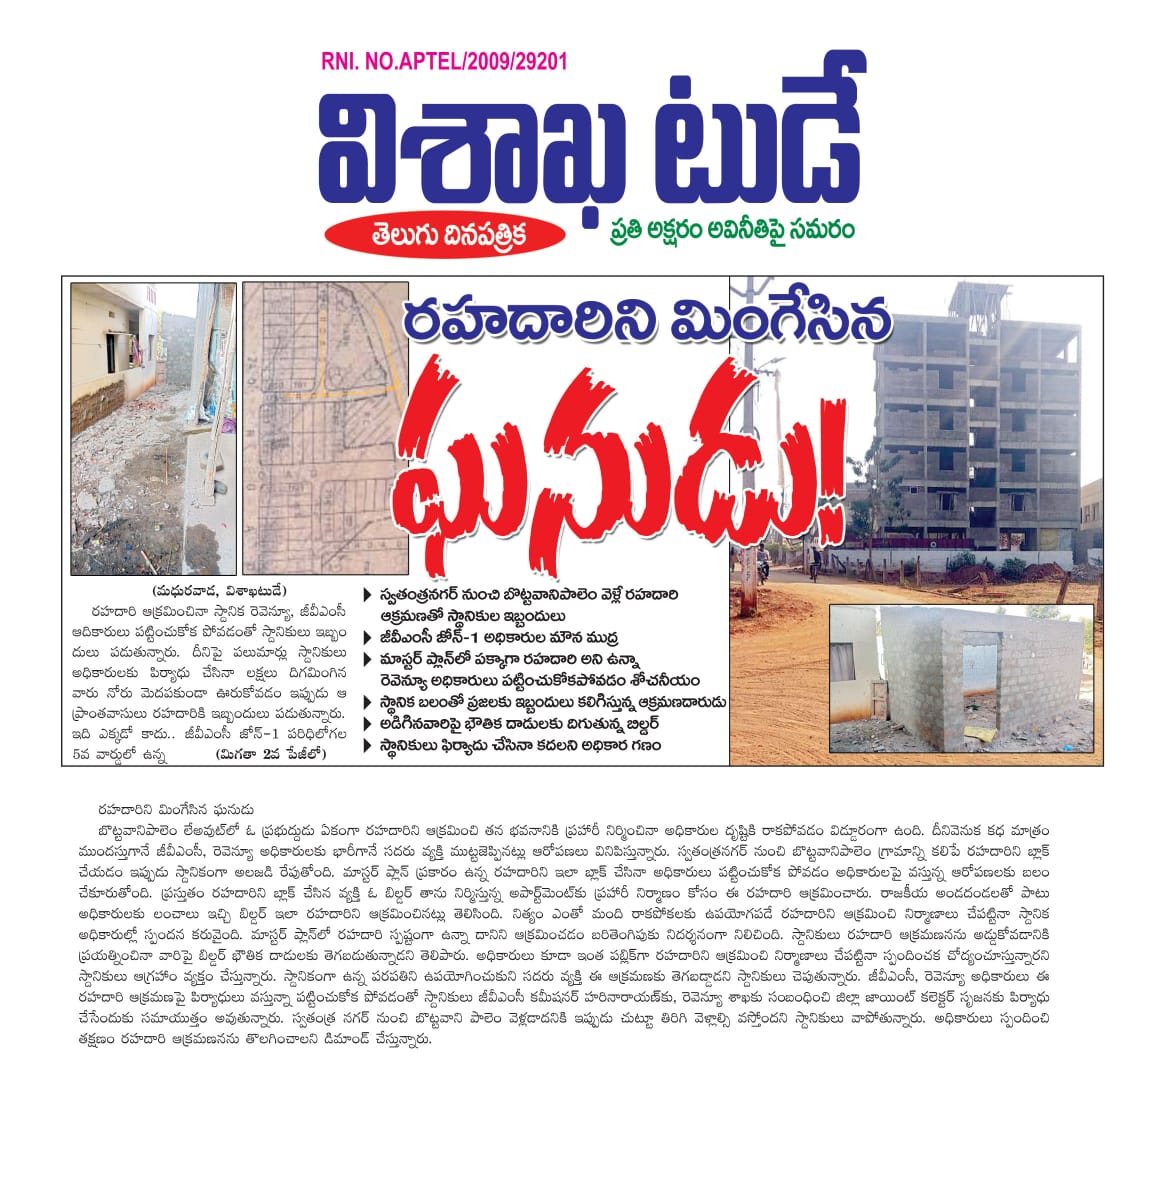 RNI. NO.APTEL/2009/29201
విశాఖ టుడే
తెలుగు దినపత్రిక
ప్రతి అక్షరం అవినీతిపై సమరం
రహదారిని మింగేసిన
ఘనుడు!
(మధురవాడ, విశాఖటుడే)
రహదారి ఆక్రమించినా స్దానిక రెవెన్యూ, జీవీఎంసీ
ఆదికారులు పట్టించుకోక పోవడంతో స్దానికులు ఇబ్బం
దులు పడుతున్నారు. దీనిపై పలుమార్లు స్దానికులు
అధికారులకు పిర్యాధు చేసినా లక్షలు దిగమమింగిన
వారు నోరు మెదపకుండా ఊరుకోవడం ఇప్పుడు ఆ
ప్రాంతవాసులు రహదారికి ఇబ్బందులు పడుతున్నారు.
ఇది ఎక్కడో కాదు.. జీవీఎంసీ జోన్-1 పరిధిలోగల
5వ వార్డులో ఉన్న (మిగతా 2వ పేజీలో)
స్వతంత్రనగర్ నుంచి బొట్టవానిపాలెం వెళ్లే రహదారి
ఆక్రమణతో స్థానికుల ఇబ్బందులు
జీవీఎంసీ జోన్-1 అధికారుల మౌన ముద్ర
మాస్టర్ ప్లాన్‌లో పక్కాగా రహదారి అని ఉన్నా
రెవెన్యూ అధికారులు పట్టించుకోకపోవడం శోచనీయం
స్థానిక బలంతో ప్రజలకు ఇబ్బందులు కలిగిస్తున్న ఆక్రమణదారుడు
అడిగినవారిపై భౌతిక దాడులకు దిగుతున్న బిల్డర్
స్థానికులు ఫిర్యాదు చేసినా కదలని అధికార గణం
రహదారిని మింగేసిన ఘనుడు
బొట్టవానిపాలెం లేఅవుట్‌లో ఓ ప్రభుద్దుడు ఏకంగా రహదారిని ఆక్రమించి తన భవనానికి ప్రహారీ నిర్మించినా అధికారుల దృష్టికి రాకపోవడం విడ్డూరంగా ఉంది. దీనివెనుక కధ మాత్రం
ముందస్తుగానే జీవీఎంసీ, రెవెన్యూ అధికారులకు భారీగానే సదరు వ్యక్తి ముట్టజెప్పినట్లు ఆరోపణలు వినిపిస్తున్నారు. స్వతంత్రనగర్ నుంచి బొట్టవానిపాలెం గ్రామాన్ని కలిపే రహదారిని బ్లాక్
చేయడం ఇప్పుడు స్దానికంగా అలజడి రేపుతోంది. మాస్టర్ ప్లాన్ ప్రకారం ఉన్న రహదారిని ఇలా బ్లాక్ చేసినా అధికారులు పట్టించుకోక పోవడం అధికారులపై వస్తున్న ఆరోపణలకు బలం
చేకూరుతోంది. ప్రస్తుతం రహదారిని బ్లాక్ చేసిన వ్యక్తి ఓ బిల్డర్ తాను నిర్మిస్తున్న అపార్ట్‌మెంట్‌కు ప్రహారీ నిర్మాణం కోసం ఈ రహదారి ఆక్రమించారు. రాజకీయ అండదండలతో పాటు
అధికారులకు లంచాలు ఇచ్చి బిల్డర్ ఇలా రహదారిని ఆక్రమించినట్లు తెలిసింది. నిత్యం ఎంతో మంది రాకపోకలకు ఉపయోగపడే రహదారిని ఆక్రమించి నిర్మాణాలు చేపట్టినా స్దానిక
అధికారుల్లో స్పందన కరువైంది. మాస్టర్ ప్లాన్‌లో రహదారి స్పష్టంగా ఉన్నా దానిని ఆక్రమించడం బరితెంగిపుకు నిదర్శనంగా నిలిచింది. స్దానికులు రహదారి ఆక్రమణనను అడ్డుకోవడానికి
ప్రయత్నించినా వారిపై బిల్డర్ భౌతిక దాడులకు తెగబడుతున్నాడని తెలిపారు. అధికారులు కూడా ఇంత పబ్లిక్‌గా రహదారిని ఆక్రమించి నిర్మాణలు చేపట్టినా స్పందించక చోద్యంచూస్తున్నారని
స్దానికులు ఆగ్రహాం వ్యక్తం చేస్తున్నారు. స్దానికంగా ఉన్న పరపతిని ఉపయోగించుకుని సదరు వ్యక్తి ఈ ఆక్రమణకు తెగబడ్డాడని స్దానికులు చెపుతున్నారు. జీవీఎంసీ, రెవెన్యూ అధికారులు ఈ
రహదారి ఆక్రమణపై పిర్యాధులు వస్తున్నా పట్టించుకోక పోవడంతో స్దానికులు జీవీఎంసీ కమీషనర్ హరినారాయణ్‌కు, రెవెన్యూ శాఖకు సంబంధించి జిల్లా జాయింట్ కలెక్టర్ సృజనకు పిర్యాధు
చేసేందుకు సమాయుత్తం అవుతున్నారు. స్వతంత్ర నగర్ నుంచి బొట్టవాని పాలెం వెళ్లడాదనికి ఇప్పుడు చుట్టూ తిరిగి వెళ్లాల్సి వస్తోందని స్దానికులు వాపోతున్నారు. అధికారులు స్పందించి
తక్షణం రహదారి ఆక్రమణనను తొలగించాలని డిమాండ్ చేస్తున్నారు.